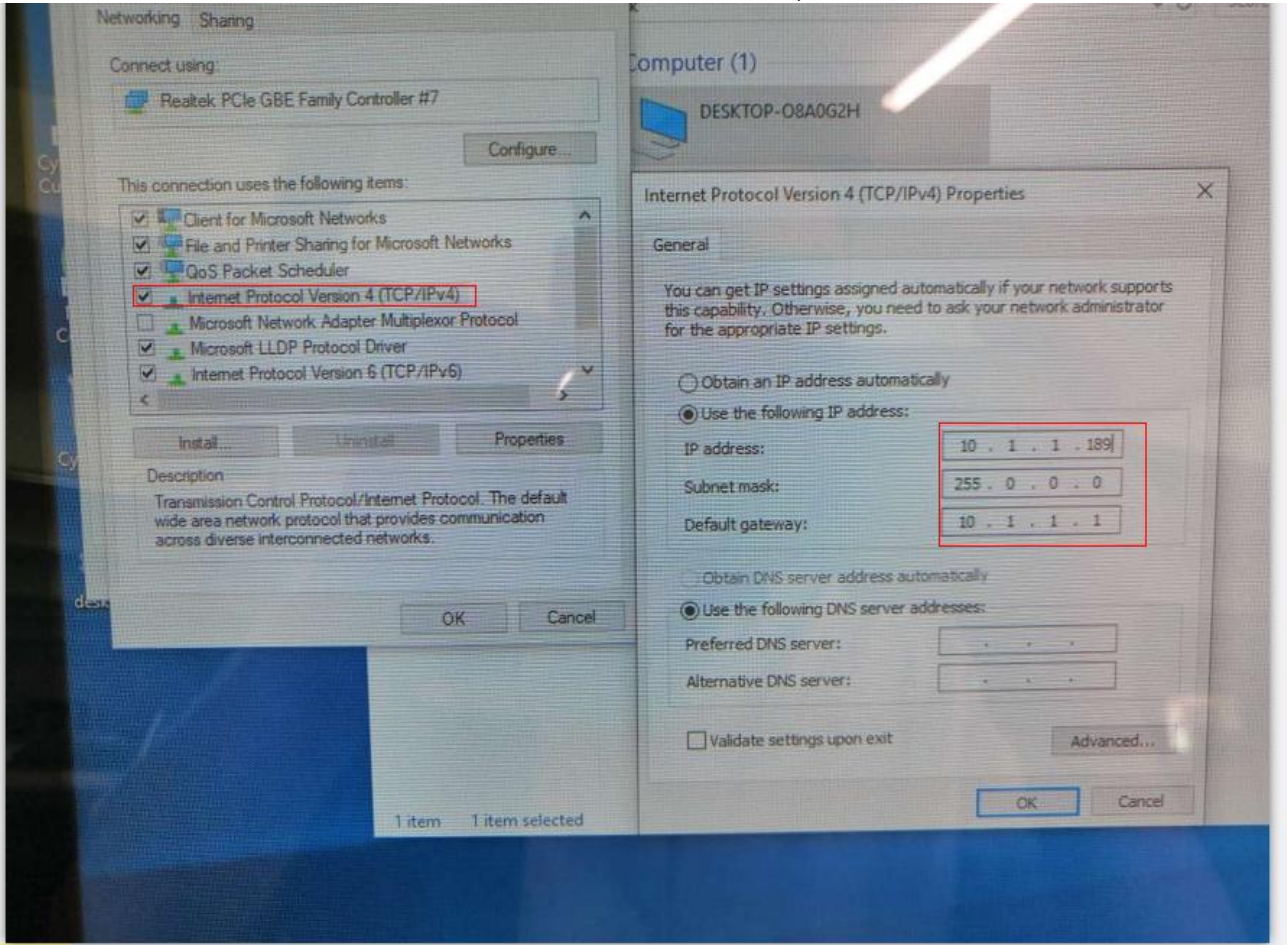 Networking Sharing
Connect using:
Realtek PCIe GBE Family Controller #7
Configure...
This connection uses the following items:
Client for Microsoft Networks
File and Printer Sharing for Microsoft Networks
QoS Packet Scheduler
Internet Protocol Version 4 (TCP/IPv4)
Microsoft Network Adapter Multiplexor Protocol
Microsoft LLDP Protocol Driver
Internet Protocol Version 6 (TCP/IPv6)
Install... Uninstall Properties
Description
Transmission Control Protocol/Internet Protocol. The default
wide area network protocol that provides communication
across diverse interconnected networks.
OK Cancel
Computer (1)
DESKTOP-O8A0G2H
Internet Protocol Version 4 (TCP/IPv4) Properties
General
You can get IP settings assigned automatically if your network supports
this capability. Otherwise, you need to ask your network administrator
for the appropriate IP settings.
Obtain an IP address automatically
Use the following IP address:
IP address: 10 . 1 . 1 . 189
Subnet mask: 255 . 0 . 0 . 0
Default gateway: 10 . 1 . 1 . 1
Obtain DNS server address automatically
Use the following DNS server addresses:
Preferred DNS server: . . .
Alternative DNS server: . . .
Validate settings upon exit
Advanced...
OK Cancel
1 item 1 item selected